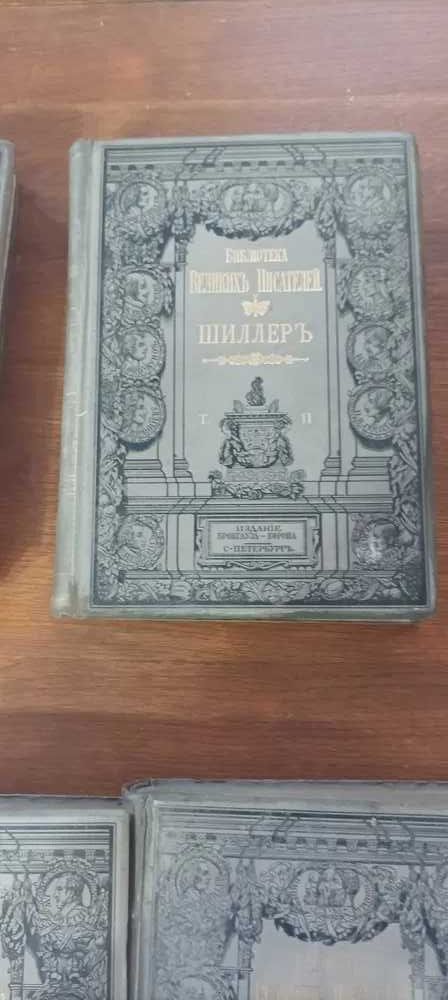 Библіотека
Великихъ Писателей.
ШИЛЛЕРЪ
Т. II
ИЗДАНІЕ
БРОКГАУЗЪ-ЕФРОНА
С-ПЕТЕРБУРГЪ.